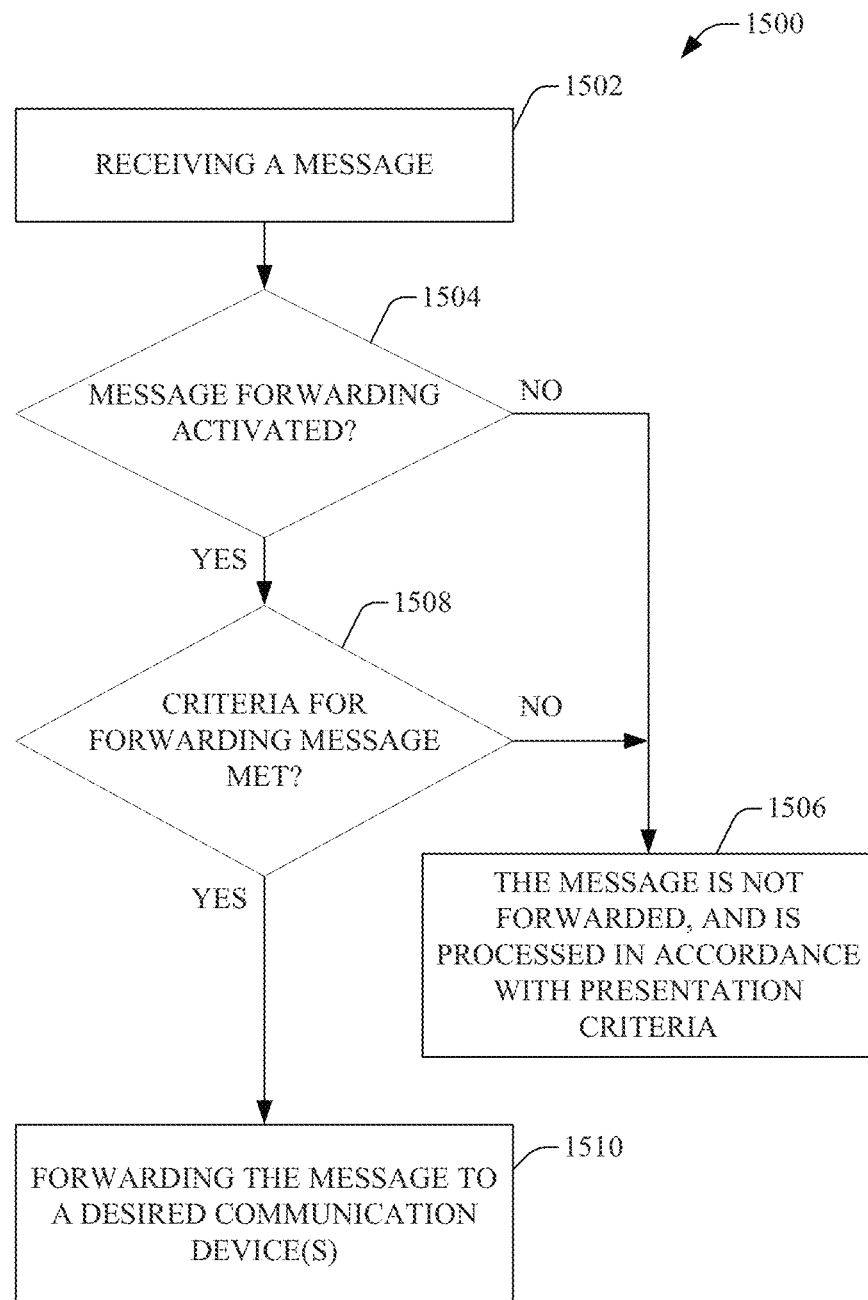 1500
1502
RECEIVING A MESSAGE
1504
MESSAGE FORWARDING
ACTIVATED?
NO
YES
1508
CRITERIA FOR
FORWARDING MESSAGE
MET?
NO
YES
1506
THE MESSAGE IS NOT
FORWARDED, AND IS
PROCESSED IN ACCORDANCE
WITH PRESENTATION
CRITERIA
1510
FORWARDING THE MESSAGE TO
A DESIRED COMMUNICATION
DEVICE(S)